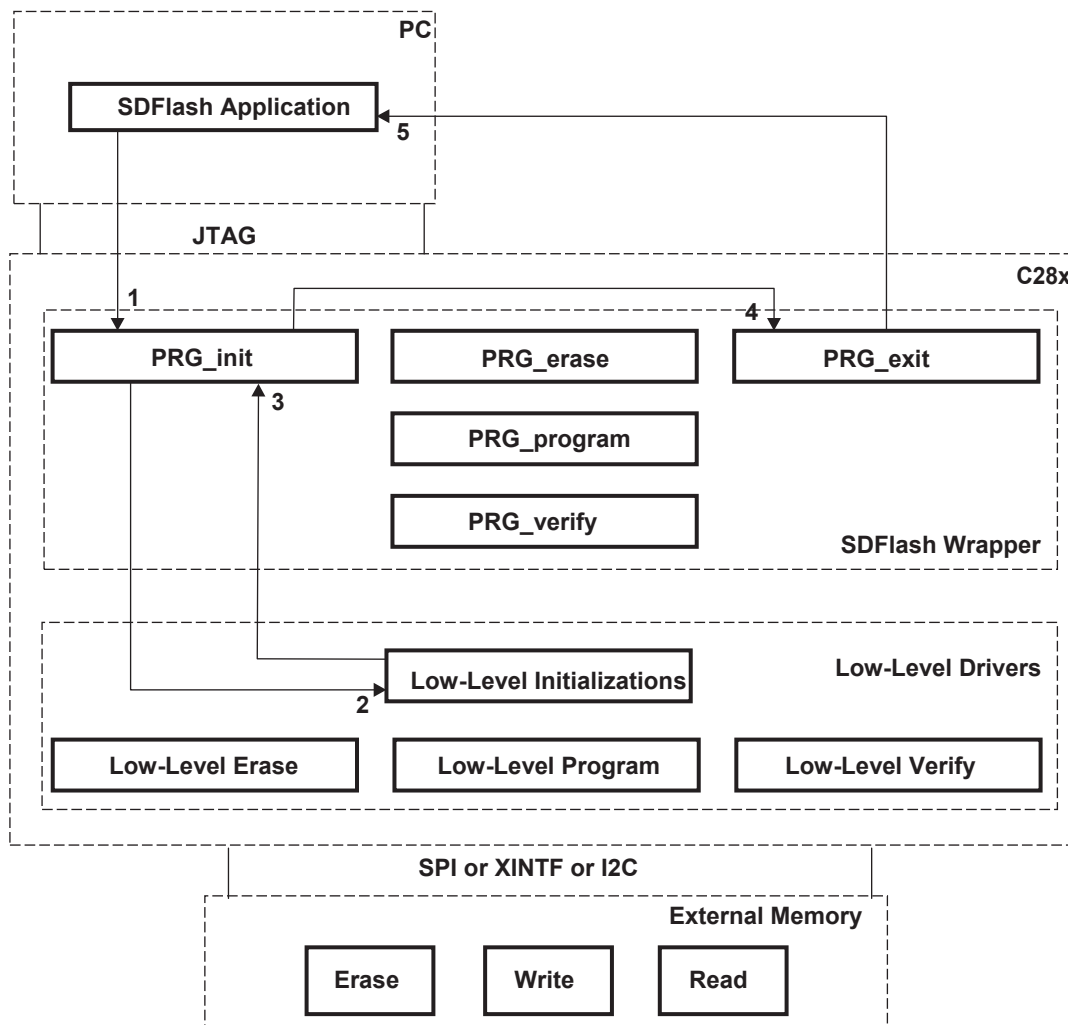 PC
SDFlash Application
5
JTAG
C28x
1
4
PRG_init
PRG_erase
PRG_exit
3
PRG_program
PRG_verify
SDFlash Wrapper
Low-Level Initializations
Low-Level Drivers
2
Low-Level Erase
Low-Level Program
Low-Level Verify
SPI or XINTF or I2C
External Memory
Erase
Write
Read